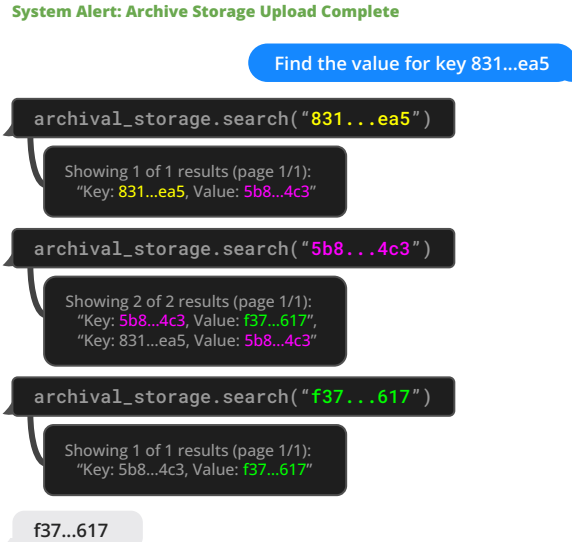 System Alert: Archive Storage Upload Complete
Find the value for key 831...ea5
archival_storage.search(“831...ea5”)
Showing 1 of 1 results (page 1/1):
“Key: 831...ea5, Value: 5b8...4c3”
archival_storage.search(“5b8...4c3”)
Showing 2 of 2 results (page 1/1):
“Key: 5b8...4c3, Value: f37...617”,
“Key: 831...ea5, Value: 5b8...4c3”
archival_storage.search(“f37...617”)
Showing 1 of 1 results (page 1/1):
“Key: 5b8...4c3, Value: f37...617”
f37...617